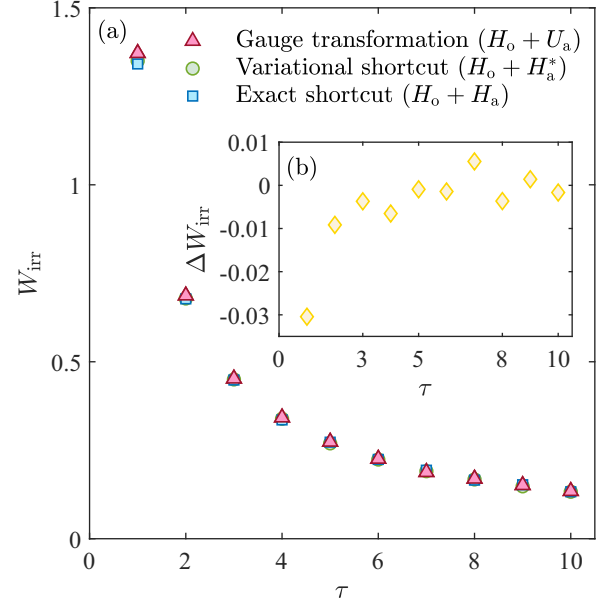 (a)
Gauge transformation (H_o + U_a)
Variational shortcut (H_o + H_a^*)
Exact shortcut (H_o + H_a)
1.5
1
0.5
0
W_irr
0 2 4 6 8 10
τ
(b)
0.01
0
-0.01
-0.02
-0.03
ΔW_irr
0 3 5 8 10
τ